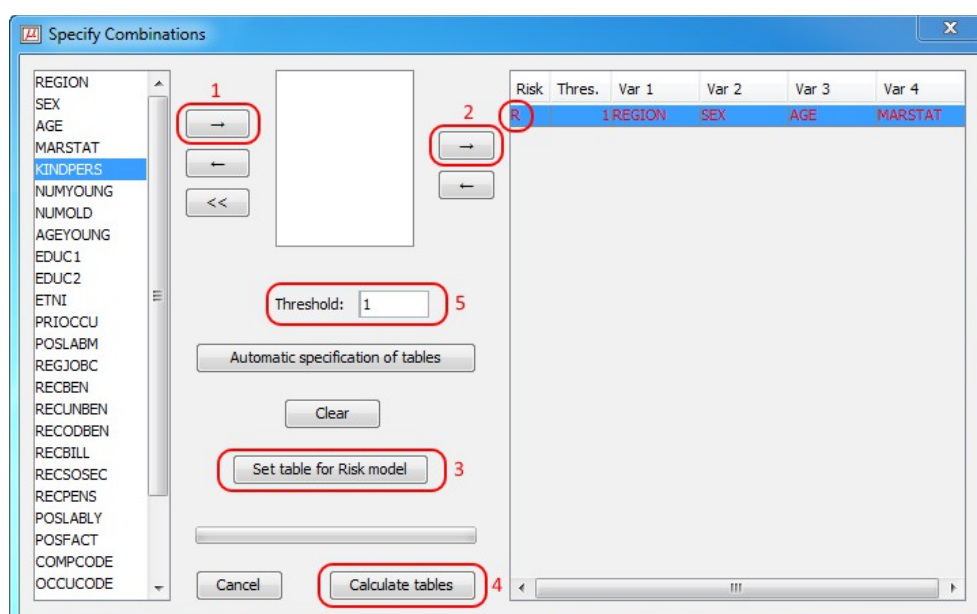 μ Specify Combinations
X
REGION
SEX
AGE
MARSTAT
KINDPERS
NUMYOUNG
NUMOLD
AGEYOUNG
EDUC1
EDUC2
ETNI
PRIOCCU
POSLABM
REGJOBC
RECBEN
RECUNBEN
RECODBEN
RECBILL
RECSOSEC
RECPENS
POSLABLY
POSFACT
COMPCODE
OCCUCODE
1
→
←
<<
2
→
←
Threshold: 1 5
Automatic specification of tables
Clear
Set table for Risk model 3
Cancel Calculate tables 4
Risk Thres. Var 1 Var 2 Var 3 Var 4
R 1 REGION SEX AGE MARSTAT